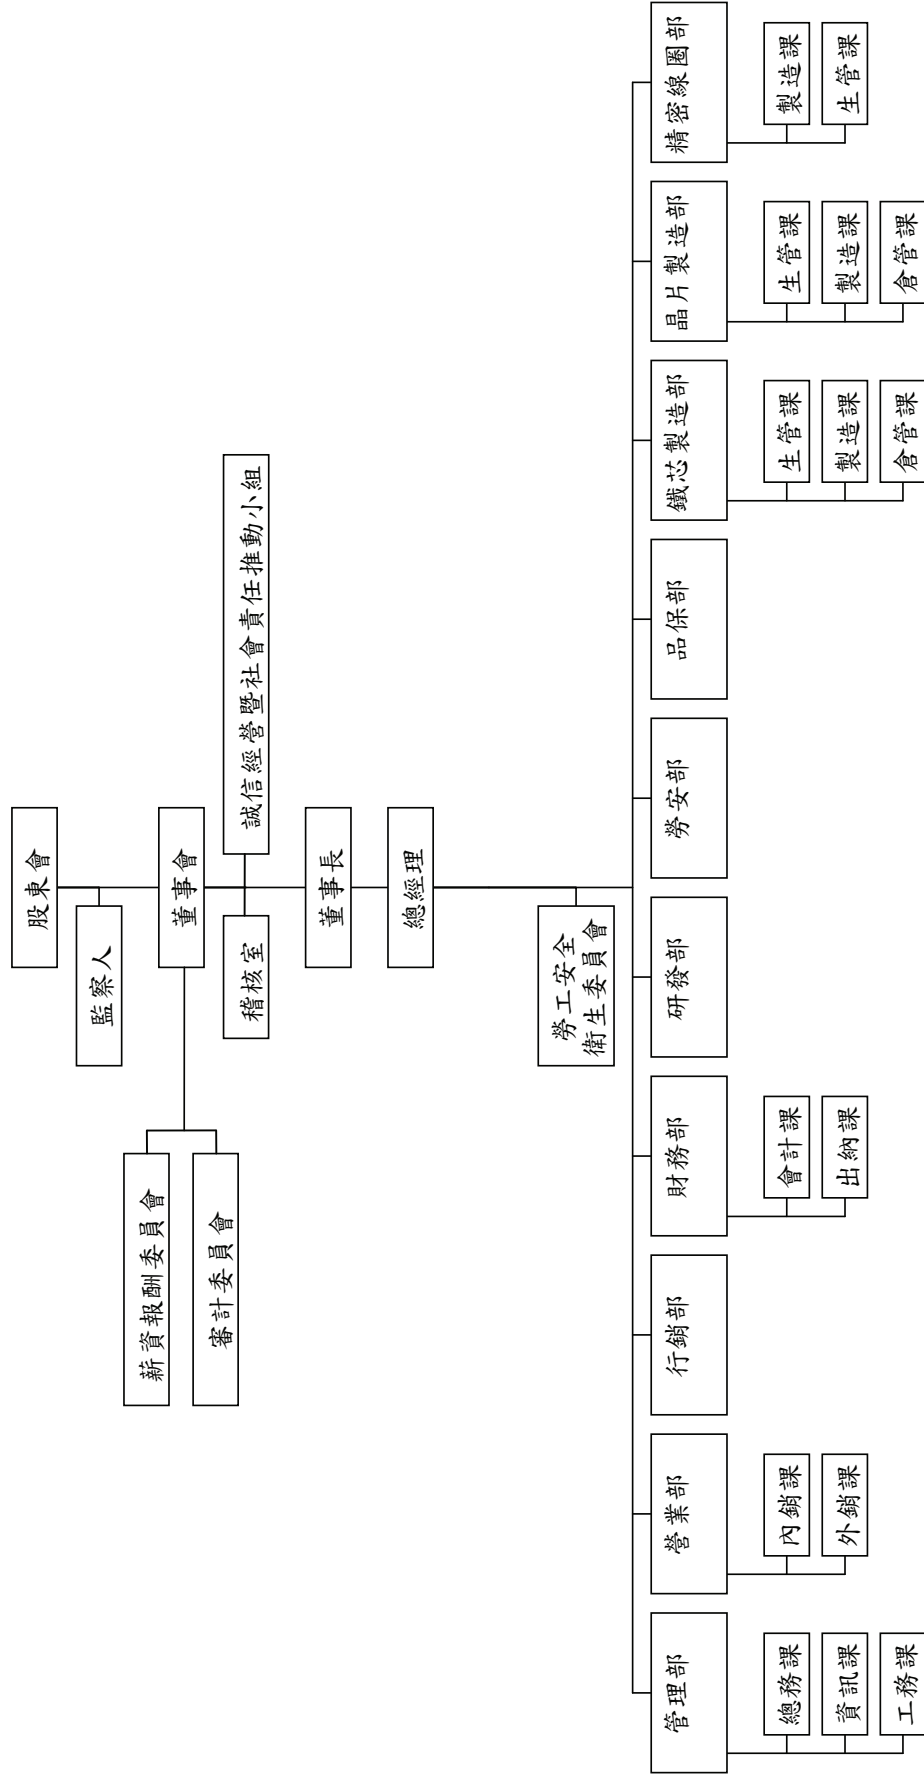 股東會
監察人
董事會
薪資報酬委員會
審計委員會
誠信經營暨社會責任推動小組
稽核室
董事長
總經理
勞工安全
衛生委員會
管理部
總務課
資訊課
工務課
營業部
內銷課
外銷課
行銷部
財務部
會計課
出納課
研發部
勞安部
品保部
鐵芯製造部
生管課
製造課
倉管課
晶片製造部
生管課
製造課
倉管課
精密線圈部
製造課
生管課